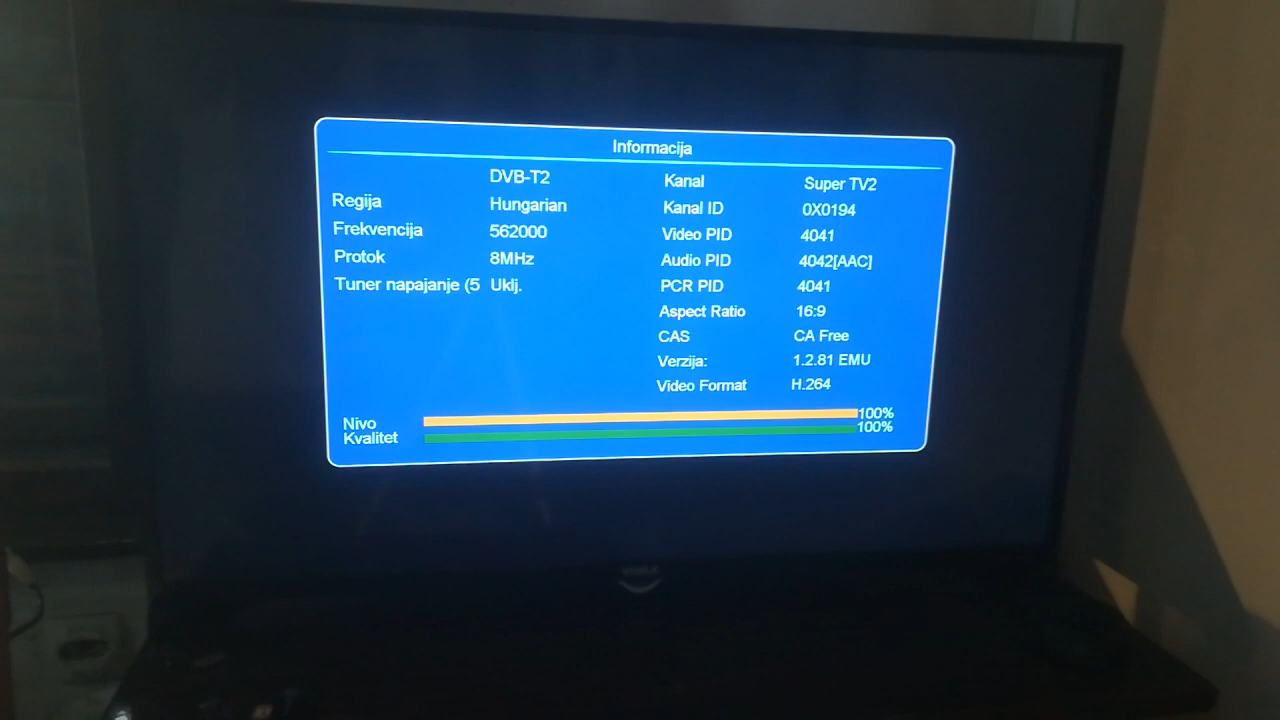 Informacija
DVB-T2
Regija Hungarian
Frekvencija 562000
Protok 8MHz
Tuner napajanje (5 Uklj.
Kanal Super TV2
Kanal ID 0X0194
Video PID 4041
Audio PID 4042[AAC]
PCR PID 4041
Aspect Ratio 16:9
CAS CA Free
Verzija: 1.2.81 EMU
Video Format H.264
Nivo 100%
Kvalitet 100%